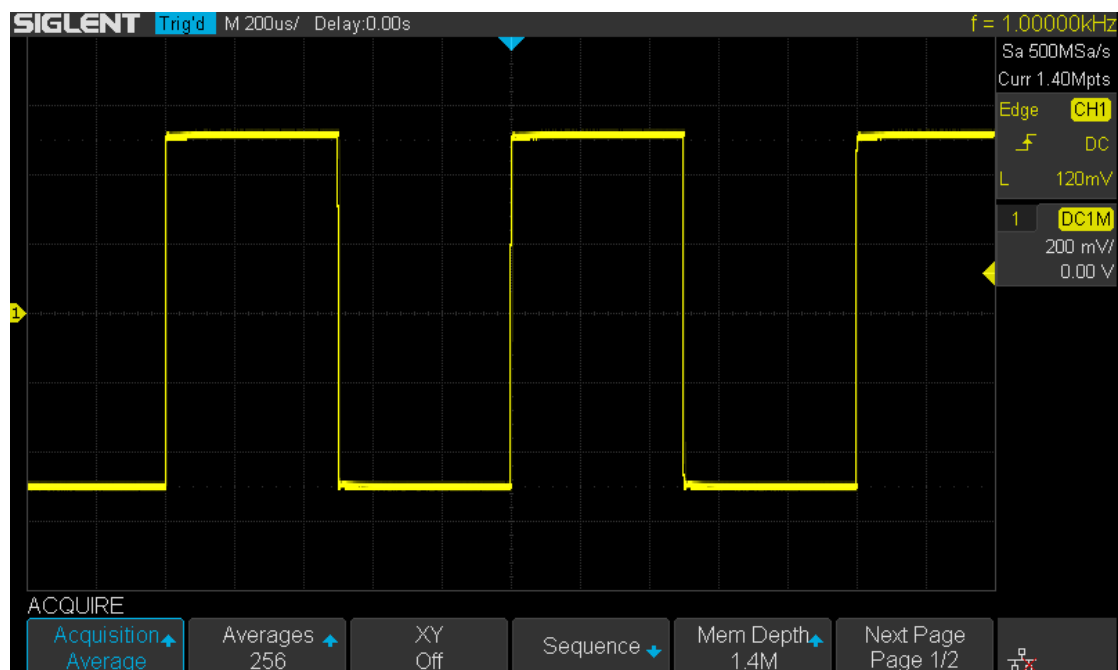 SIGLENT Trig'd M 200us/ Delay:0.00s f = 1.00000kHz
Sa 500MSa/s
Curr 1.40Mpts
Edge CH1
DC
L 120mV
1 DC1M
200 mV/
0.00 V
1
ACQUIRE
Acquisition Averages XY Sequence Mem Depth Next Page
Average 256 Off 1.4M Page 1/2